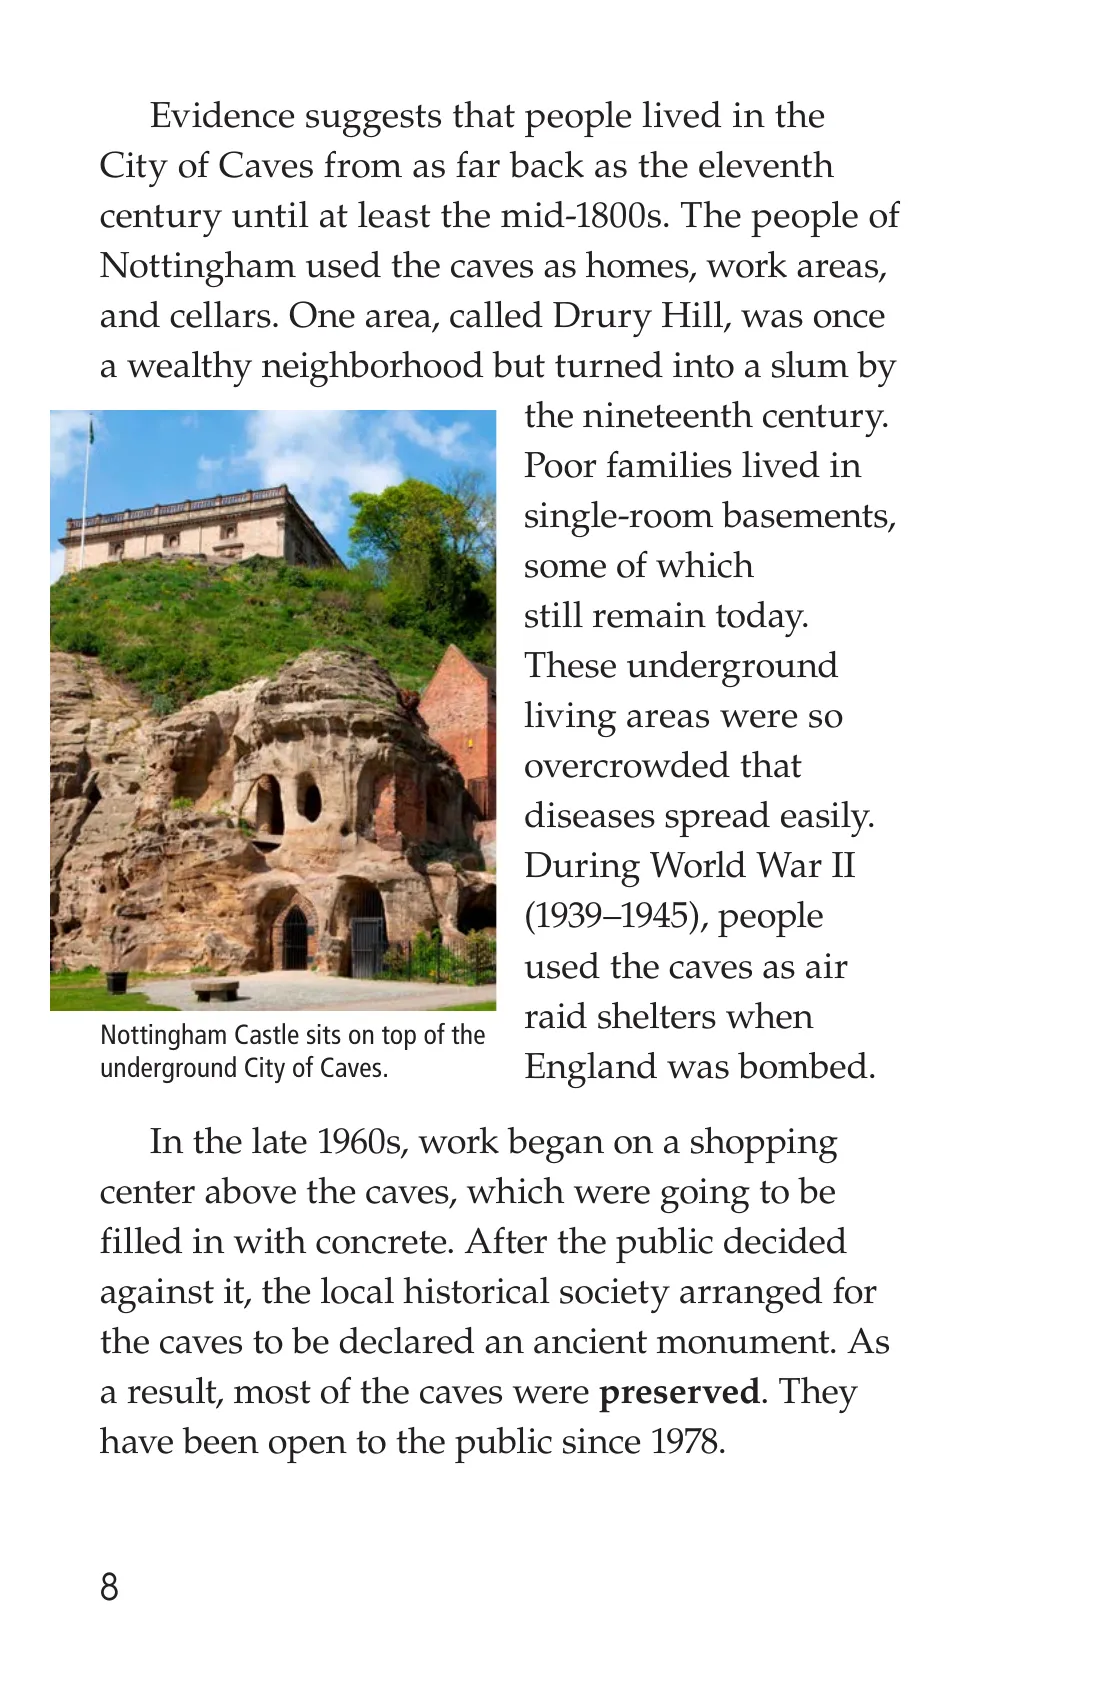 Evidence suggests that people lived in the
City of Caves from as far back as the eleventh
century until at least the mid-1800s. The people of
Nottingham used the caves as homes, work areas,
and cellars. One area, called Drury Hill, was once
a wealthy neighborhood but turned into a slum by
the nineteenth century.
Poor families lived in
single-room basements,
some of which
still remain today.
These underground
living areas were so
overcrowded that
diseases spread easily.
During World War II
(1939–1945), people
used the caves as air
raid shelters when
England was bombed.
Nottingham Castle sits on top of the
underground City of Caves.
In the late 1960s, work began on a shopping
center above the caves, which were going to be
filled in with concrete. After the public decided
against it, the local historical society arranged for
the caves to be declared an ancient monument. As
a result, most of the caves were preserved. They
have been open to the public since 1978.
8